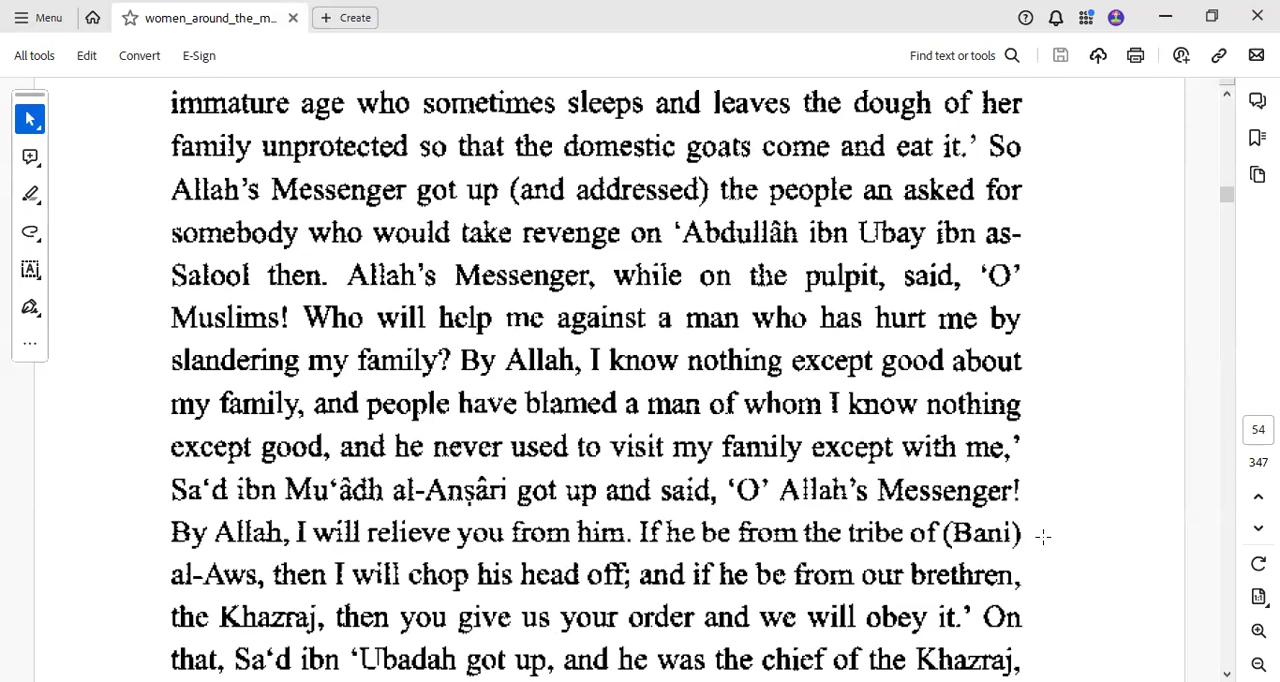 Menu
women_around_the_m...
Create
All tools
Edit
Convert
E-Sign
Find text or tools
immature age who sometimes sleeps and leaves the dough of her
family unprotected so that the domestic goats come and eat it.’ So
Allah’s Messenger got up (and addressed) the people an asked for
somebody who would take revenge on ‘Abdullâh ibn Ubay ibn as-
Salool then. Allah’s Messenger, while on the pulpit, said, ‘O’
Muslims! Who will help me against a man who has hurt me by
slandering my family? By Allah, I know nothing except good about
my family, and people have blamed a man of whom I know nothing
except good, and he never used to visit my family except with me,’
Sa‘d ibn Mu‘âdh al-Anṣâri got up and said, ‘O’ Allah’s Messenger!
By Allah, I will relieve you from him. If he be from the tribe of (Bani)
al-Aws, then I will chop his head off; and if he be from our brethren,
the Khazraj, then you give us your order and we will obey it.’ On
that, Sa‘d ibn ‘Ubadah got up, and he was the chief of the Khazraj,
54
347